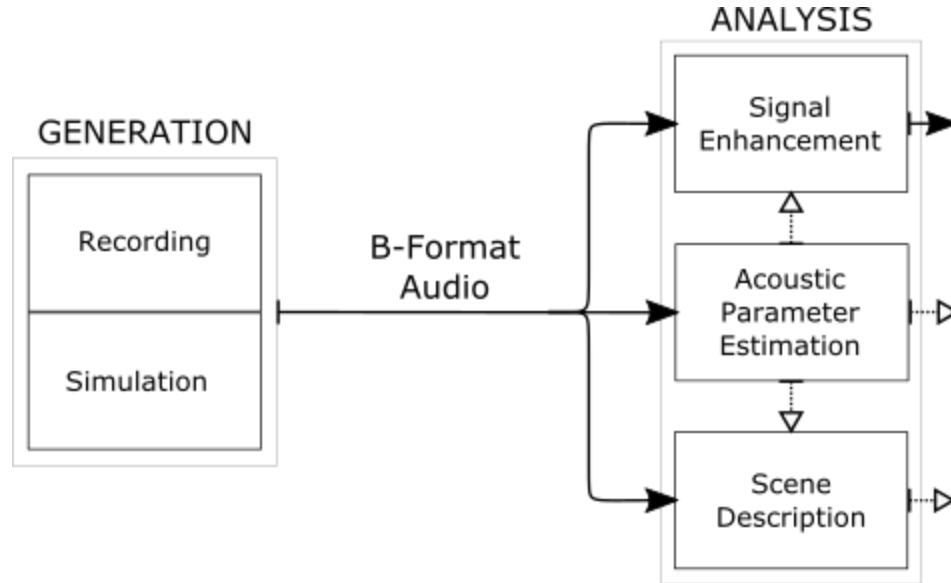 GENERATION
Recording
Simulation
B-Format
Audio
ANALYSIS
Signal
Enhancement
Acoustic
Parameter
Estimation
Scene
Description